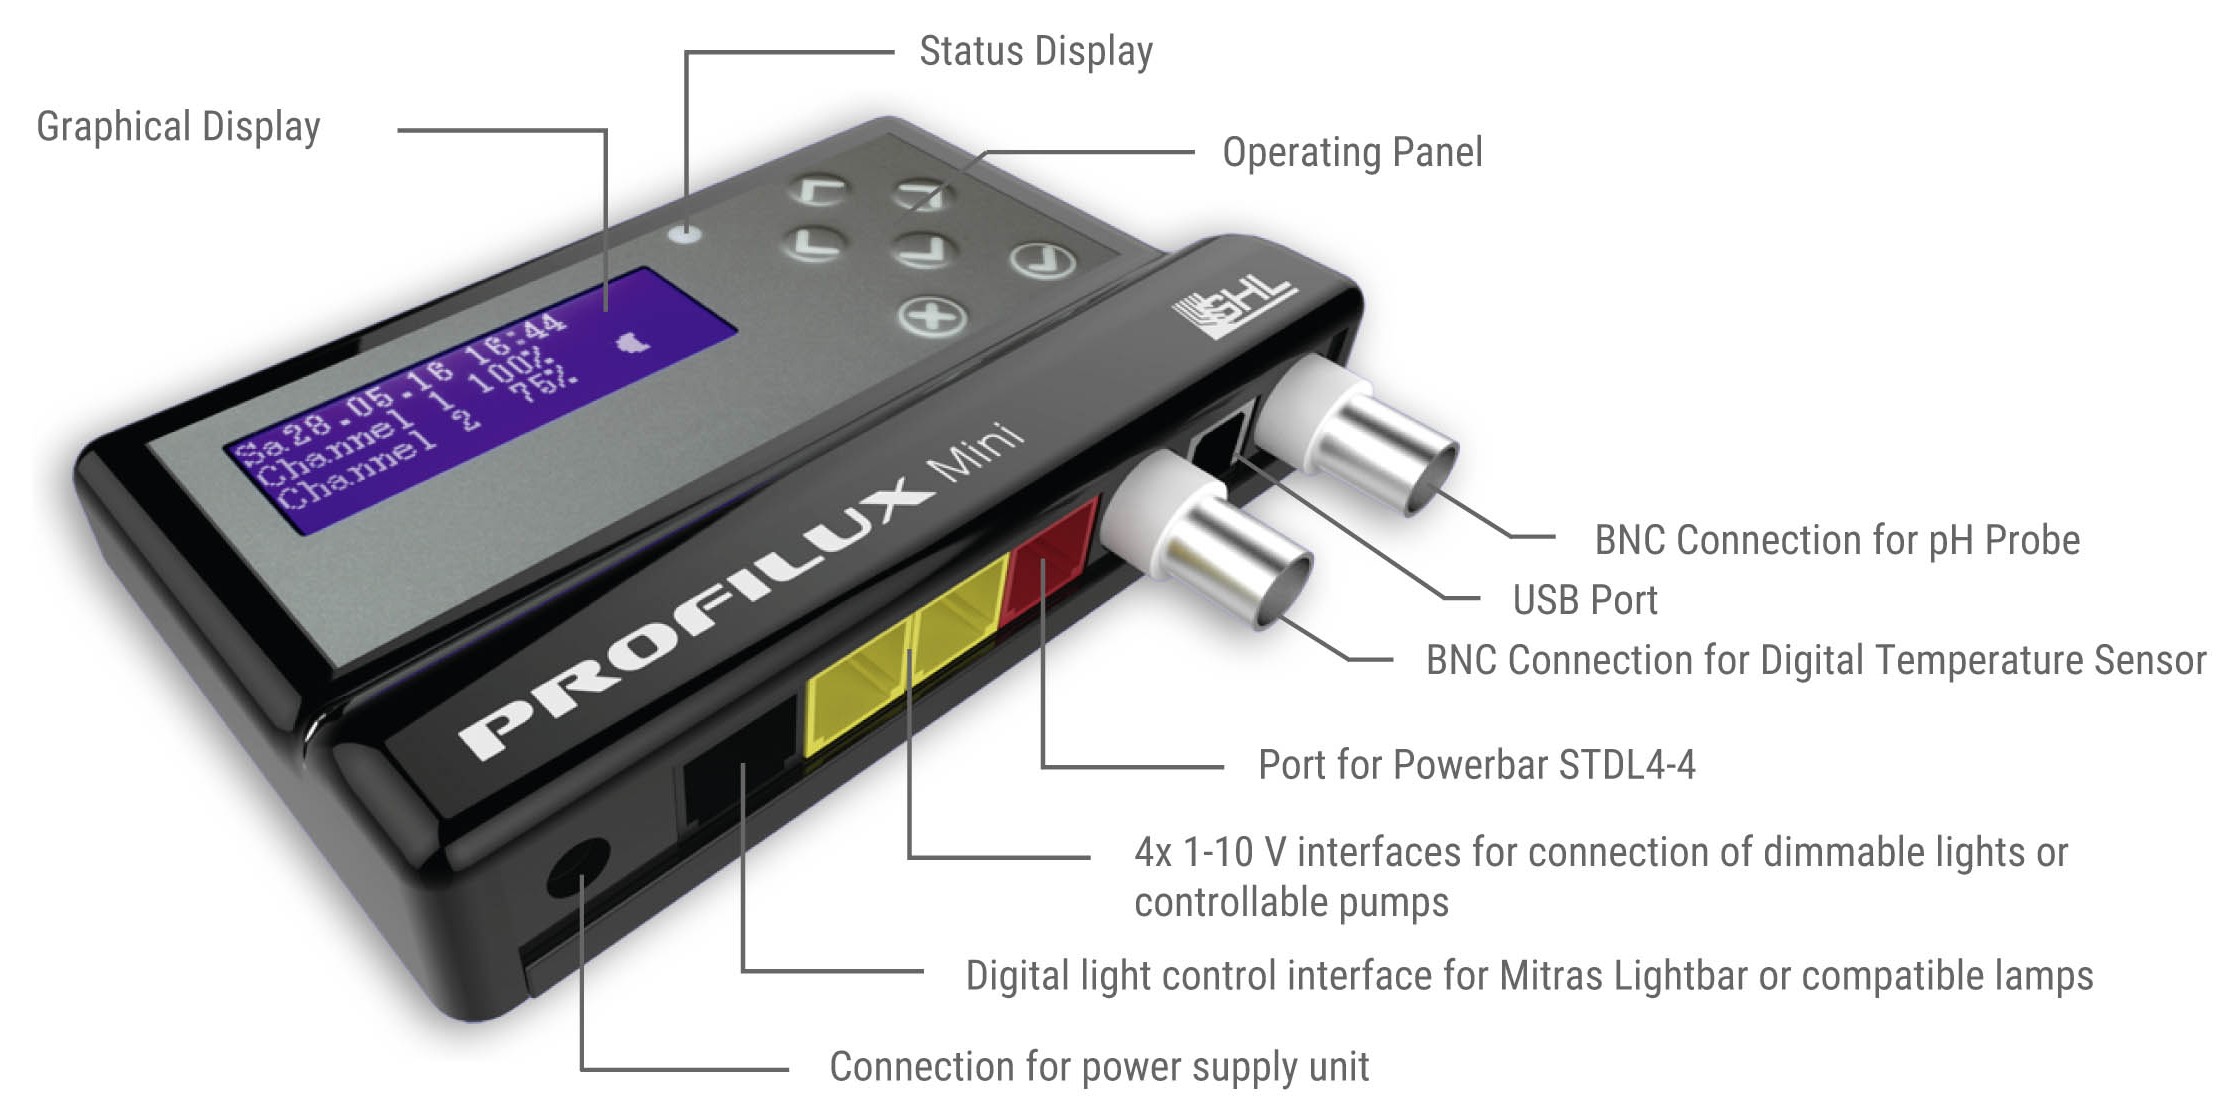 Status Display
Graphical Display
Operating Panel
GHL
Sa28.05.16 16:44
Channel 1 100%
Channel 2 75%
PROFILUX Mini
BNC Connection for pH Probe
USB Port
BNC Connection for Digital Temperature Sensor
Port for Powerbar STDL4-4
4x 1-10 V interfaces for connection of dimmable lights or
controllable pumps
Digital light control interface for Mitras Lightbar or compatible lamps
Connection for power supply unit